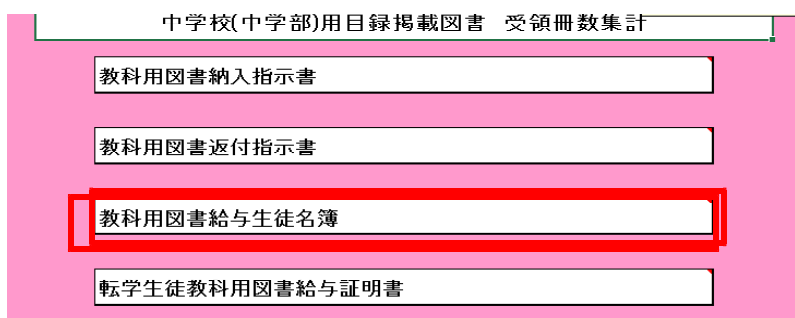 中学校(中学部)用目録掲載図書 受領冊数集計
教科用図書納入指示書
教科用図書返付指示書
教科用図書給与生徒名簿
転学生徒教科用図書給与証明書